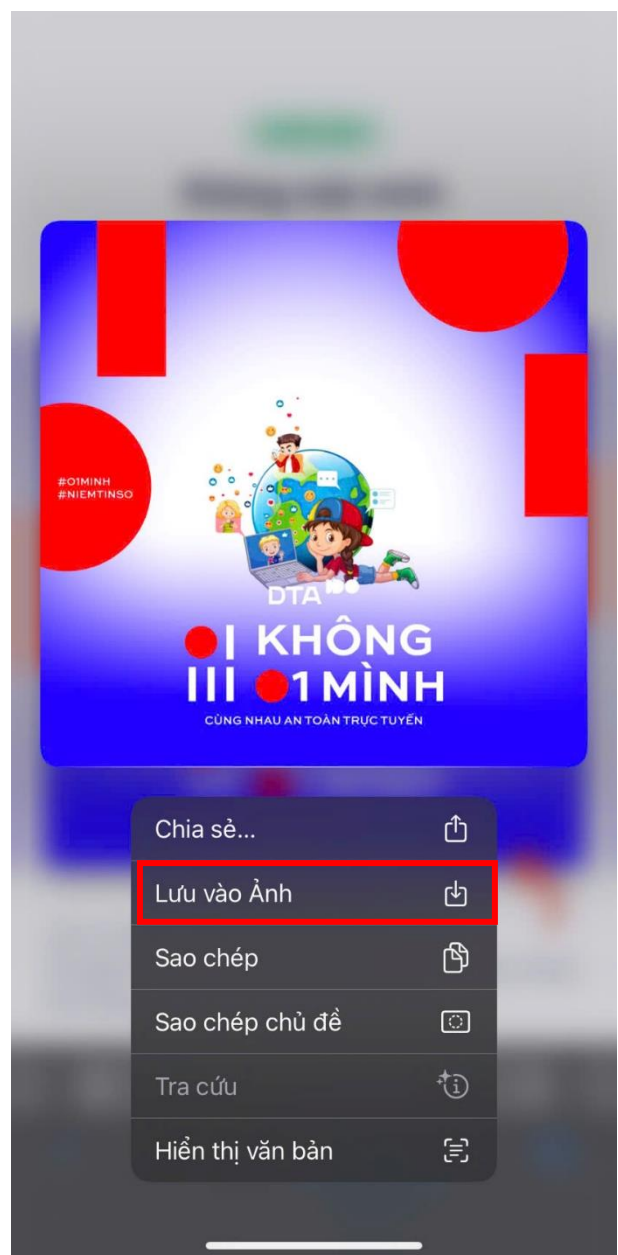 #01MINH
#NIEMTINSO
DTA
KHÔNG
01 MÌNH
CÙNG NHAU AN TOÀN TRỰC TUYẾN
Chia sẻ...
Lưu vào Ảnh
Sao chép
Sao chép chủ đề
Tra cứu
Hiển thị văn bản